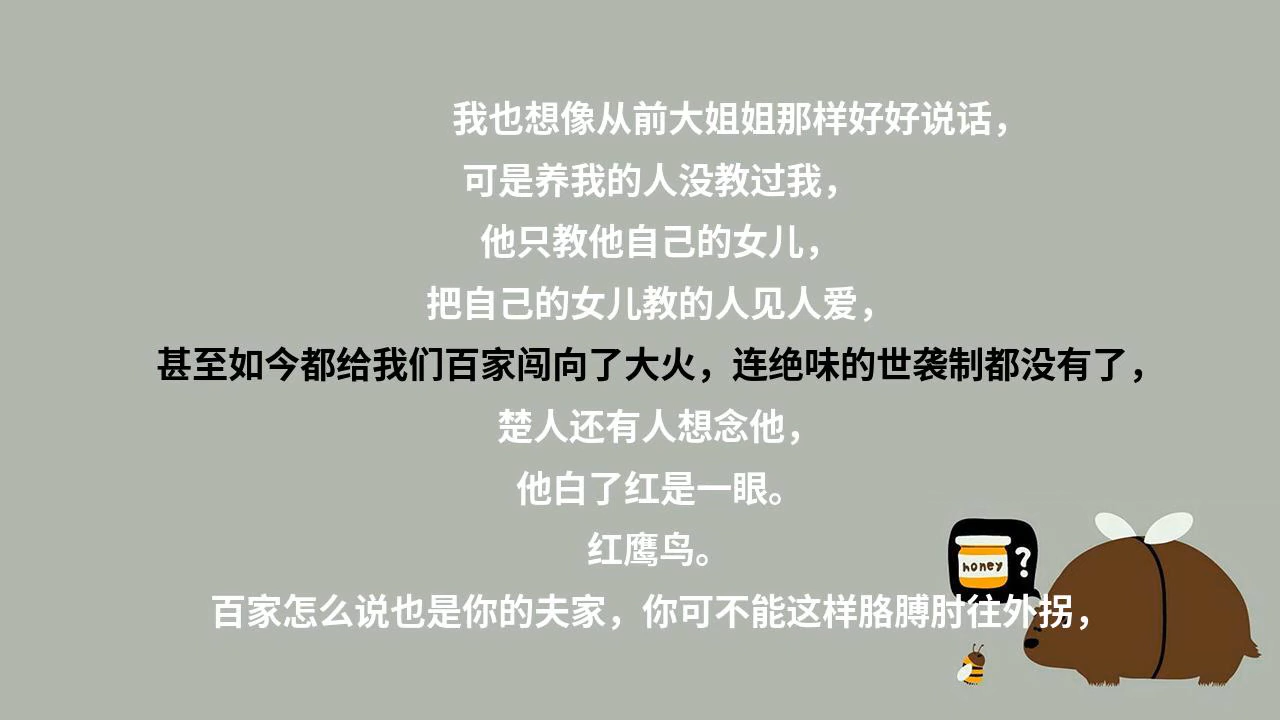 我也想像从前大姐姐那样好好说话，
可是养我的人没教过我，
他只教他自己的女儿，
把自己的女儿教的人见人爱，
甚至如今都给我们百家闯向了大火，连绝味的世袭制都没有了，
楚人还有人想念他，
他白了红是一眼。
红鹰鸟。
百家怎么说也是你的夫家，你可不能这样胳膊肘往外拐，
honey
?